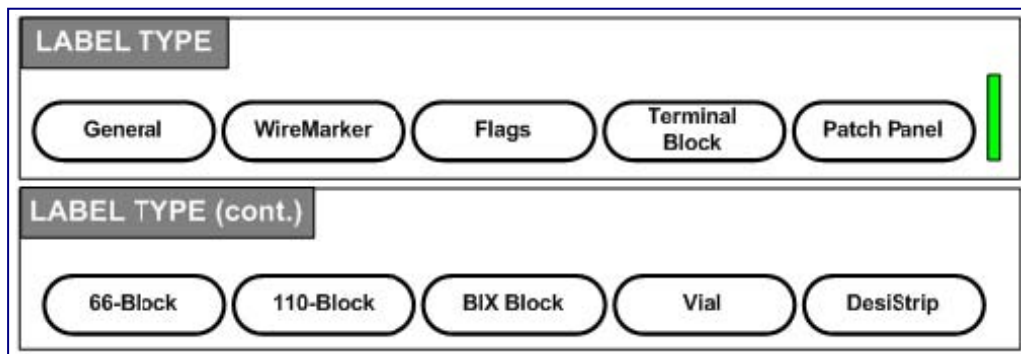 LABEL TYPE
General WireMarker Flags Terminal Block Patch Panel
LABEL TYPE (cont.)
66-Block 110-Block BIX Block Vial DesiStrip